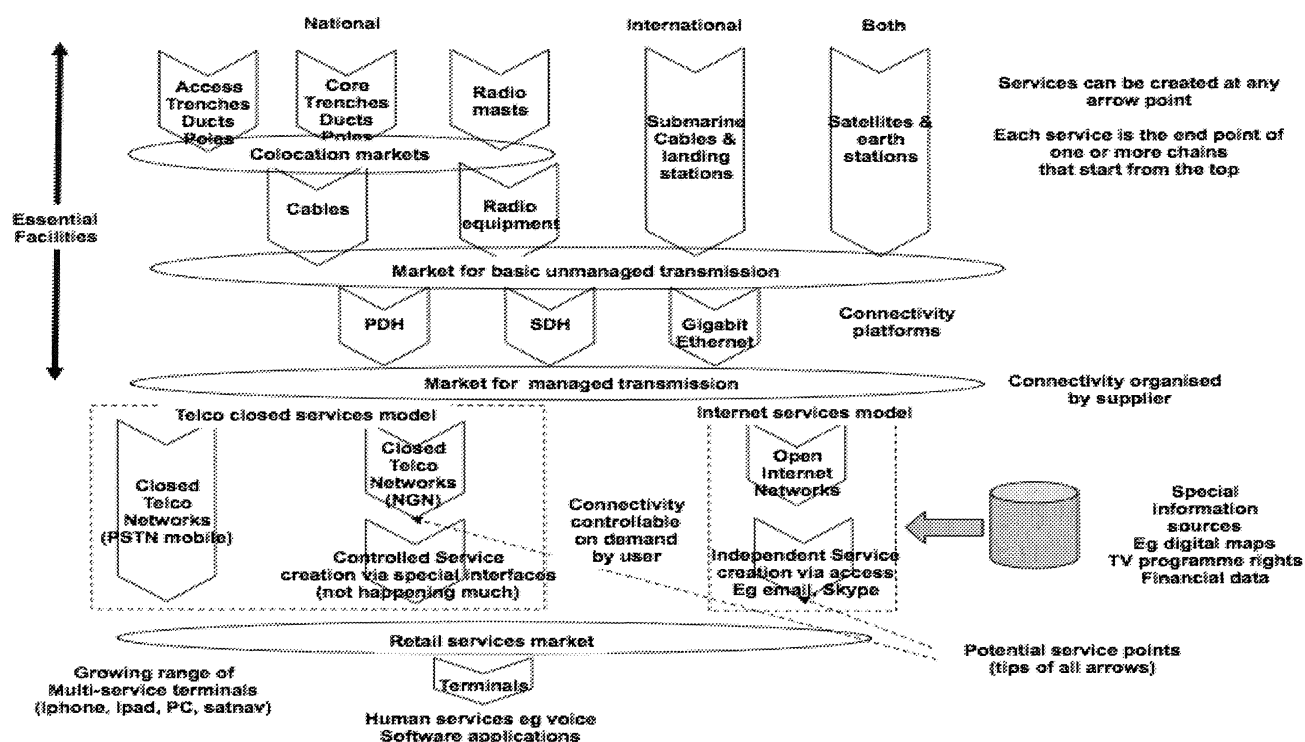 National
International
Both
Access
Trenches
Ducts
Poles
Core
Trenches
Ducts
Poles
Radio
masts
Submarine
Cables &
landing
stations
Satellites &
earth
stations
Services can be created at any
arrow point
Each service is the end point of
one or more chains
that start from the top
Colocation markets
Essential
Facilities
Cables
Radio
equipment
Market for basic unmanaged transmission
PDH
SDH
Gigabit
Ethernet
Connectivity
platforms
Market for managed transmission
Connectivity organised
by supplier
Telco closed services model
Internet services model
Closed
Telco
Networks
(PSTN mobile)
Closed
Telco
Networks
(NGN)
Open
Internet
Networks
Connectivity
controllable
on demand
by user
Controlled Service
creation via special interfaces
(not happening much)
Independent Service
creation via access
Eg email, Skype
Special
information
sources
Eg digital maps
TV programme rights
Financial data
Retail services market
Potential service points
(tips of all arrows)
Growing range of
Multi-service terminals
(Iphone, Ipad, PC, satnav)
Terminals
Human services eg voice
Software applications